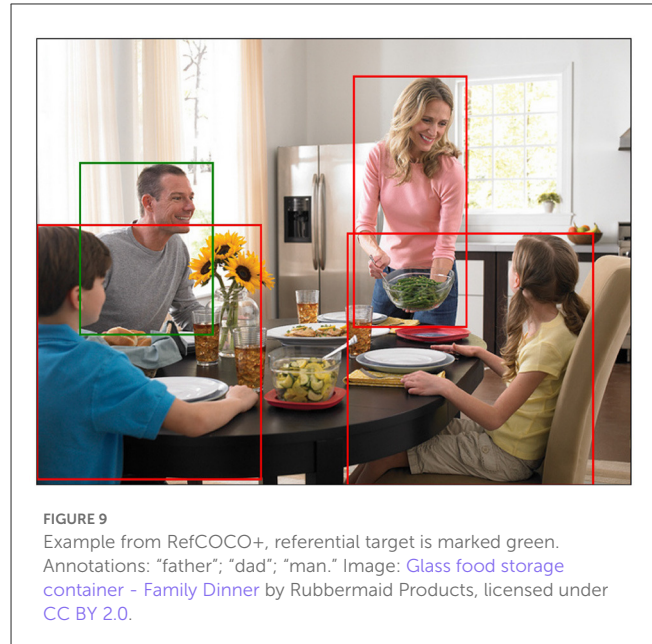 FIGURE 9
Example from RefCOCO+, referential target is marked green.
Annotations: “father”; “dad”; “man.” Image: Glass food storage
container - Family Dinner by Rubbermaid Products, licensed under
CC BY 2.0.